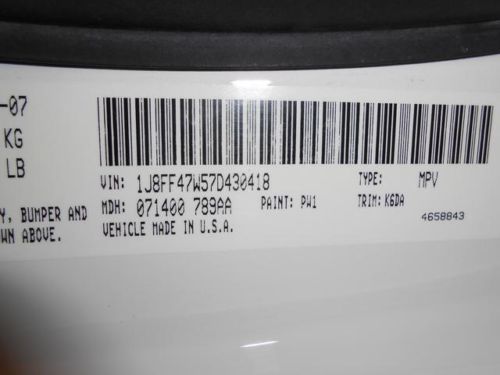 -07
KG
LB
VIN: 1J8FF47W57D430418 TYPE: MPV
MDH: 071400 789AA PAINT: PW1 TRIM: K6DA
Y, BUMPER AND
VEHICLE MADE IN U.S.A. 4658843
WN ABOVE.